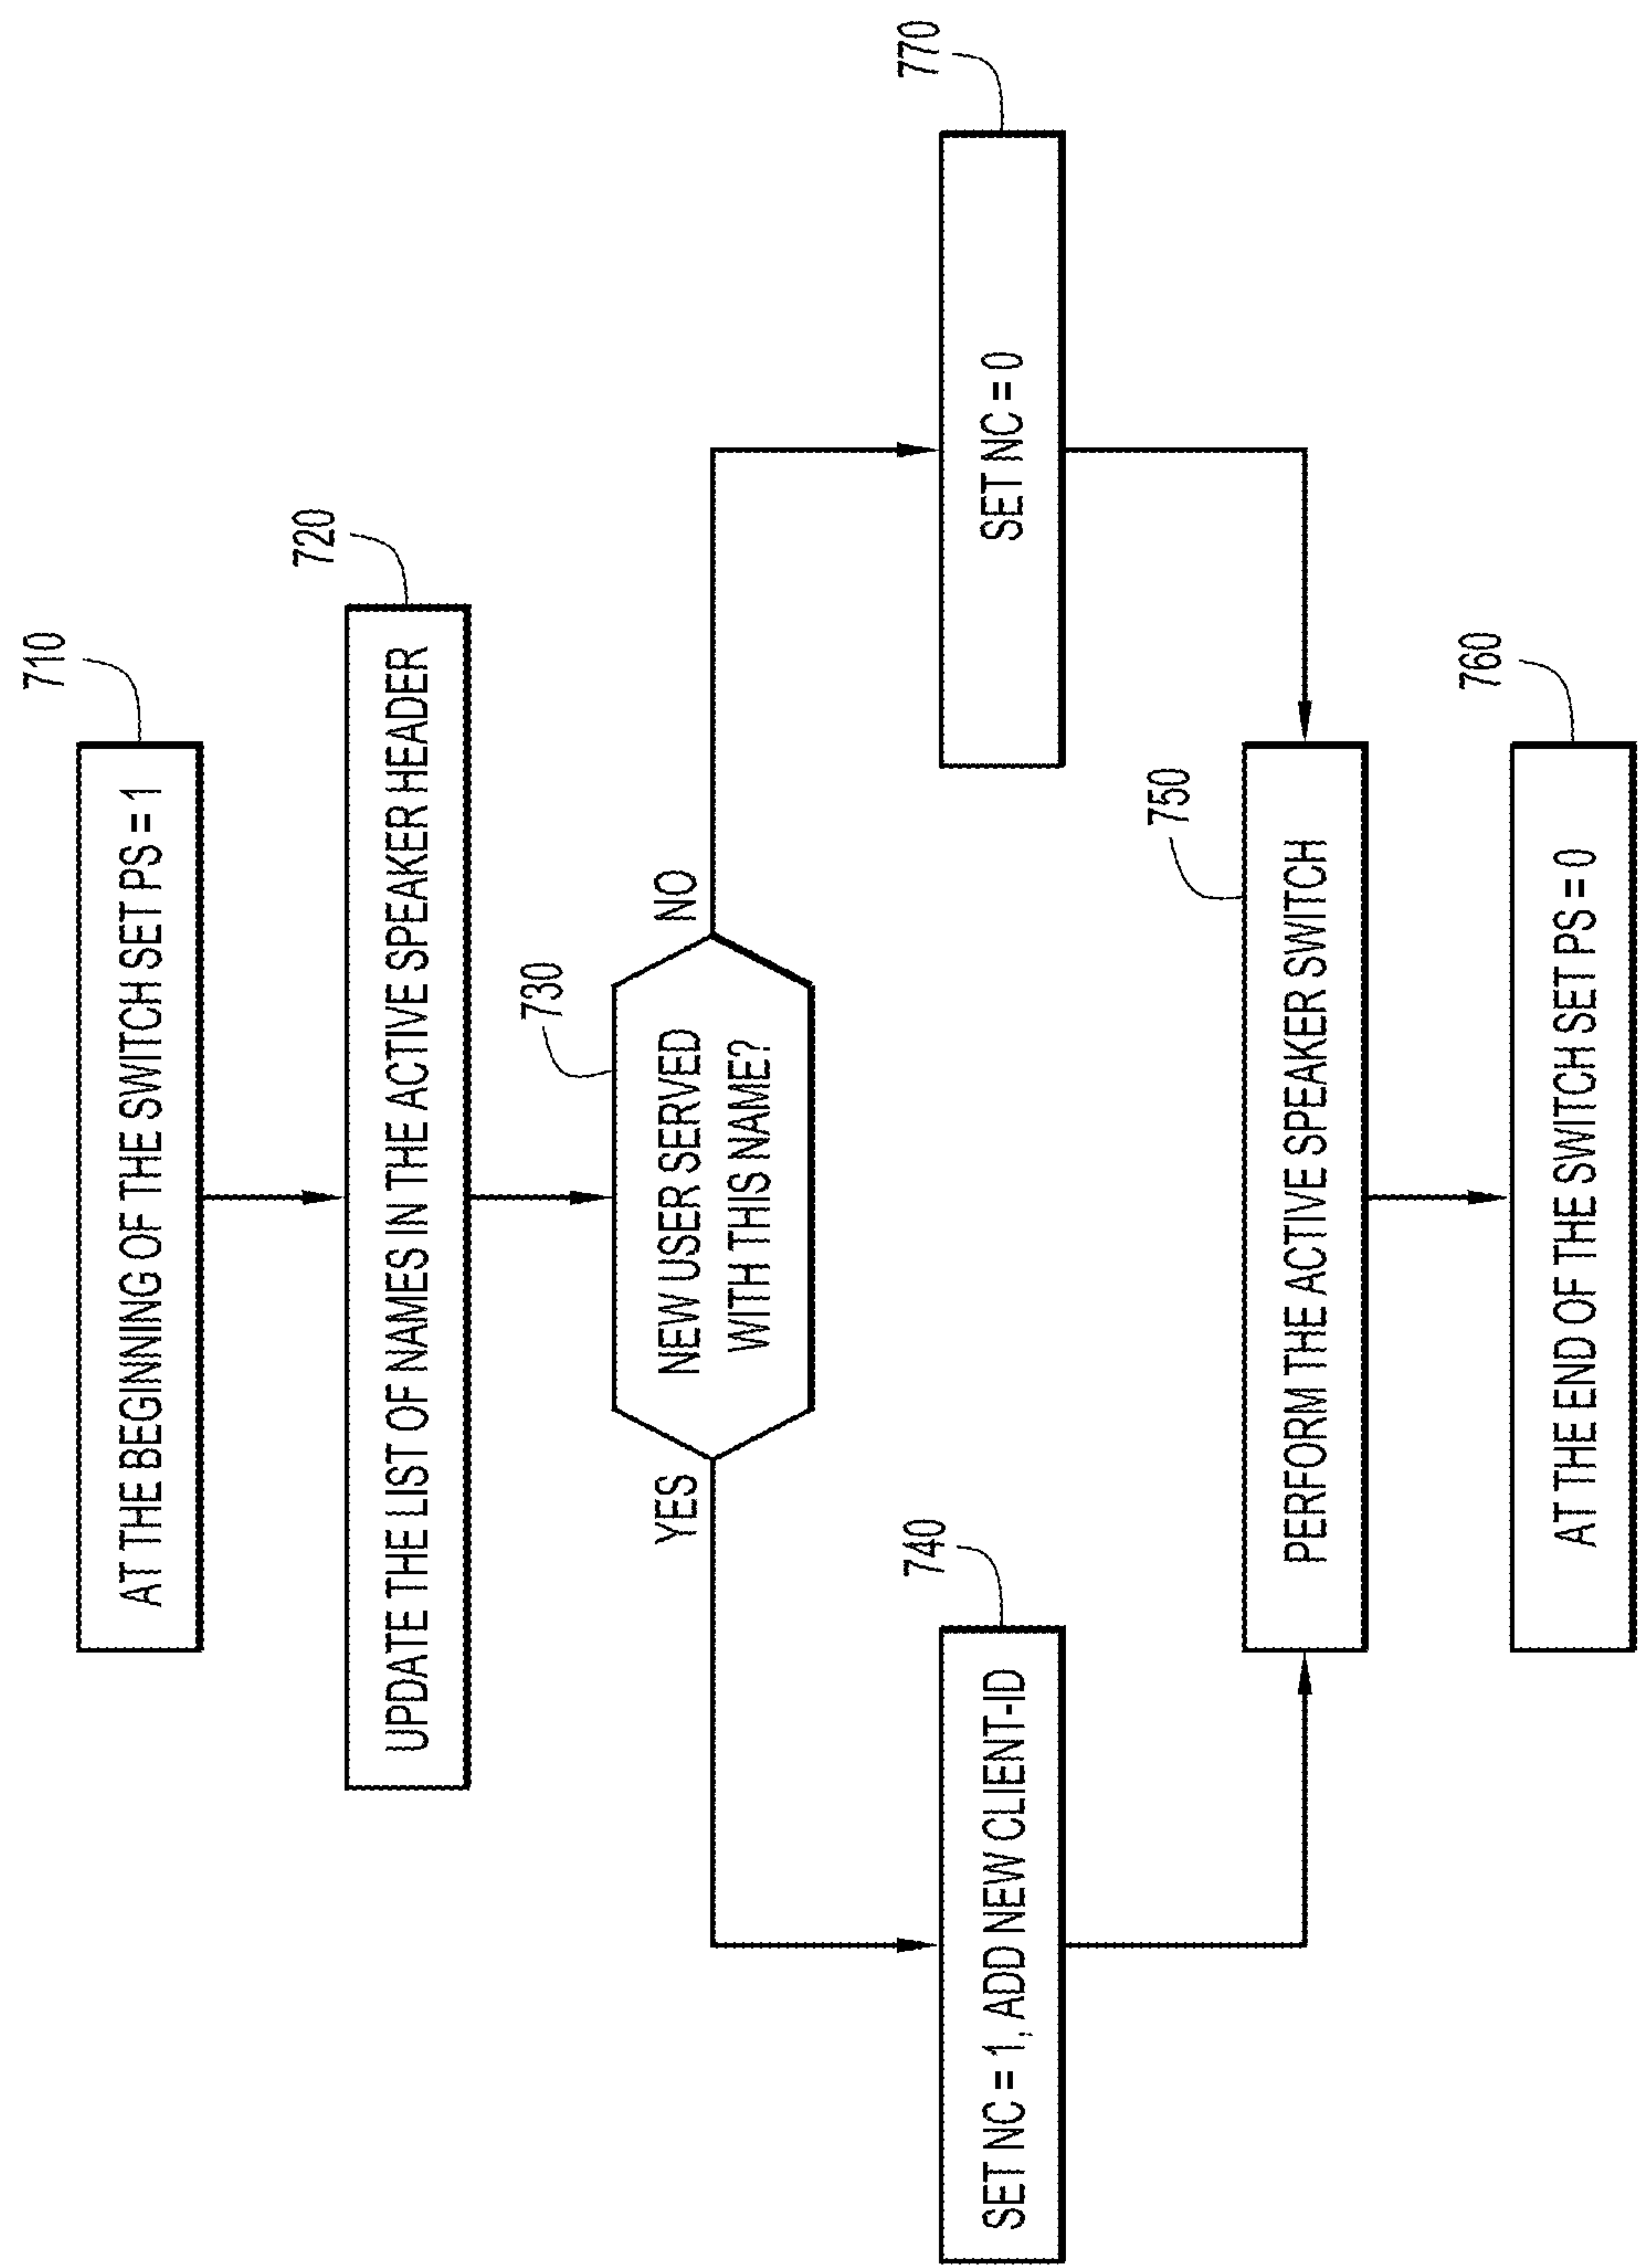 710
AT THE BEGINNING OF THE SWITCH SET PS = 1
720
UPDATE THE LIST OF NAMES IN THE ACTIVE SPEAKER HEADER
730
NEW USER SERVED
WITH THIS NAME?
YES
NO
740
SET NC = 1, ADD NEW CLIENT-ID
770
SET NC = 0
750
PERFORM THE ACTIVE SPEAKER SWITCH
760
AT THE END OF THE SWITCH SET PS = 0